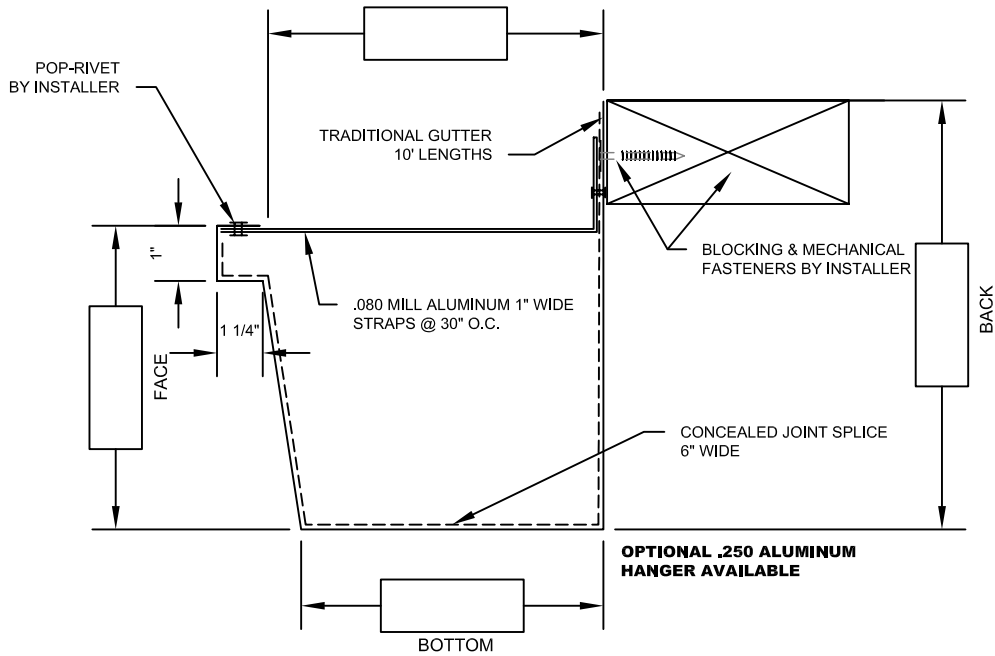 POP-RIVET
BY INSTALLER
TRADITIONAL GUTTER
10' LENGTHS
1"
BLOCKING & MECHANICAL
FASTENERS BY INSTALLER
.080 MILL ALUMINUM 1" WIDE
STRAPS @ 30" O.C.
1 1/4"
FACE
BACK
CONCEALED JOINT SPLICE
6" WIDE
OPTIONAL .250 ALUMINUM
HANGER AVAILABLE
BOTTOM